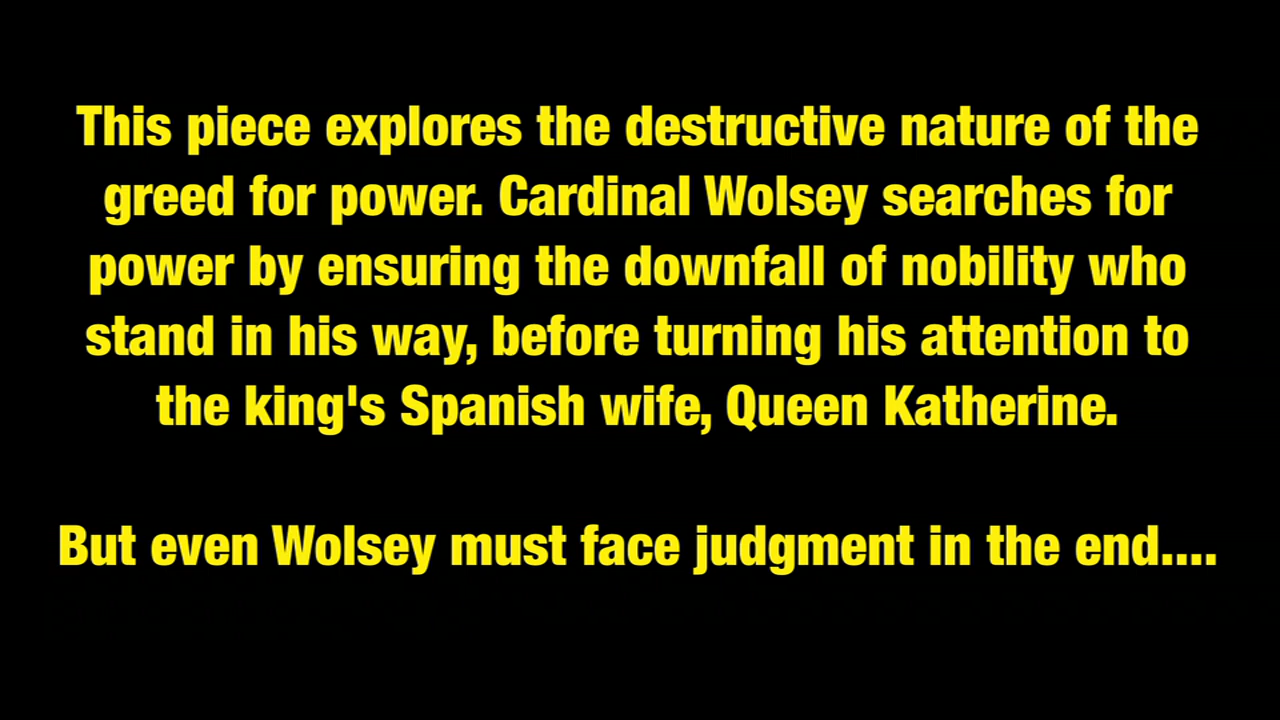 This piece explores the destructive nature of the
greed for power. Cardinal Wolsey searches for
power by ensuring the downfall of nobility who
stand in his way, before turning his attention to
the king's Spanish wife, Queen Katherine.
But even Wolsey must face judgment in the end....